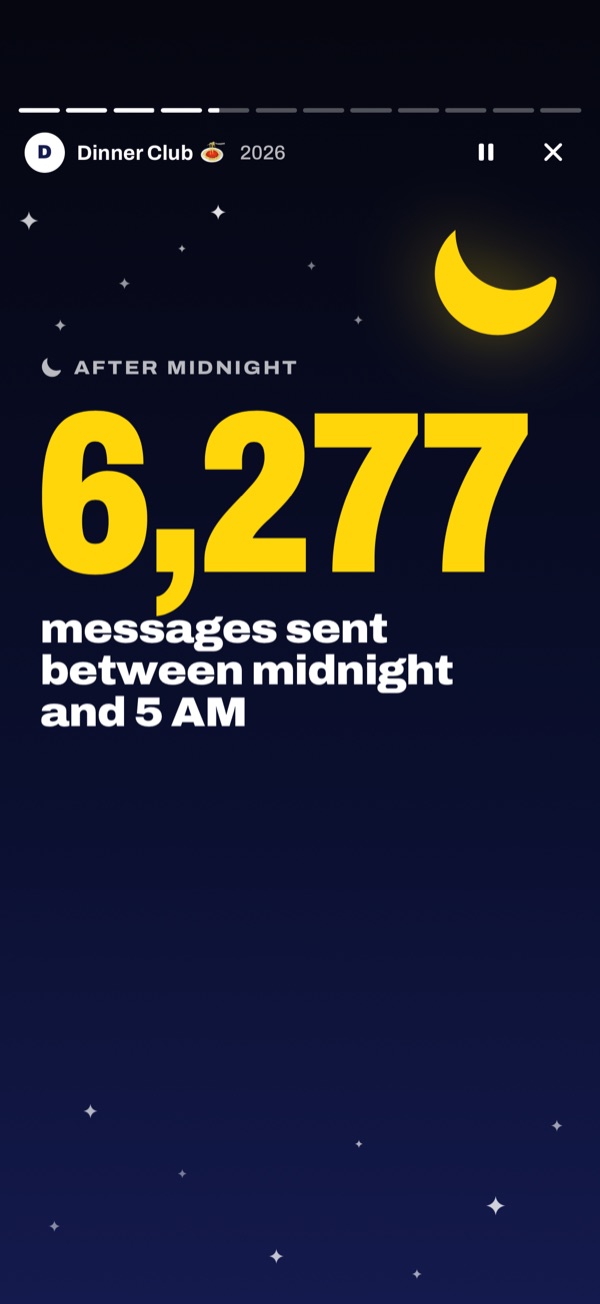 D Dinner Club 🍝 2026
AFTER MIDNIGHT
6,277
messages sent
between midnight
and 5 AM